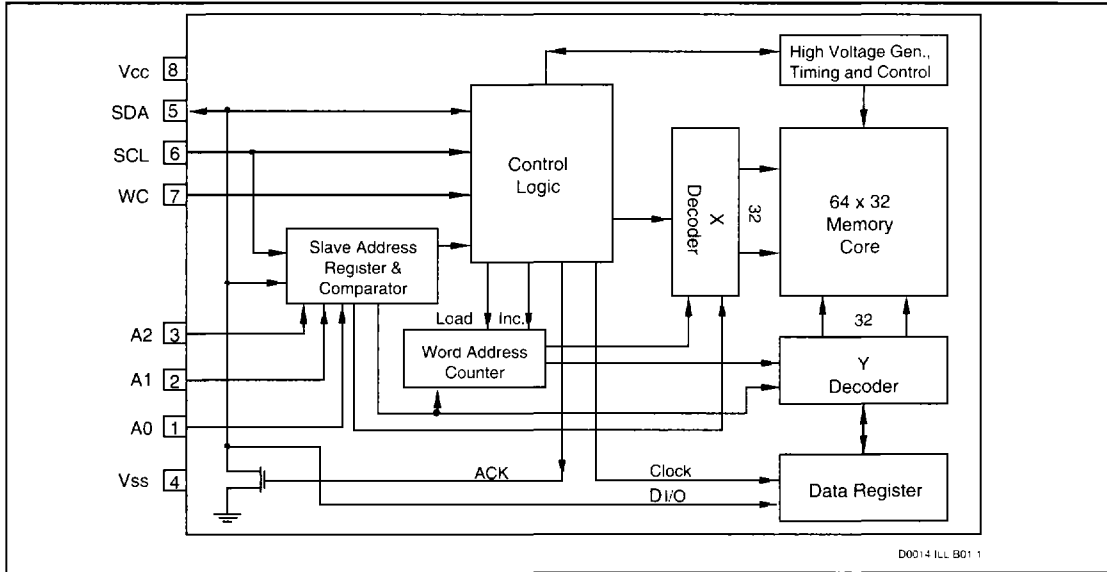 High Voltage Gen.,
Timing and Control
Vcc 8
SDA 5
SCL 6
WC 7
Control
Logic
X
Decoder
32
64 x 32
Memory
Core
Slave Address
Register &
Comparator
Load Inc.
32
A2 3
Word Address
Counter
Y
Decoder
A1 2
A0 1
Vss 4
ACK
Clock
DI/O
Data Register
D0014 ILL B01 1